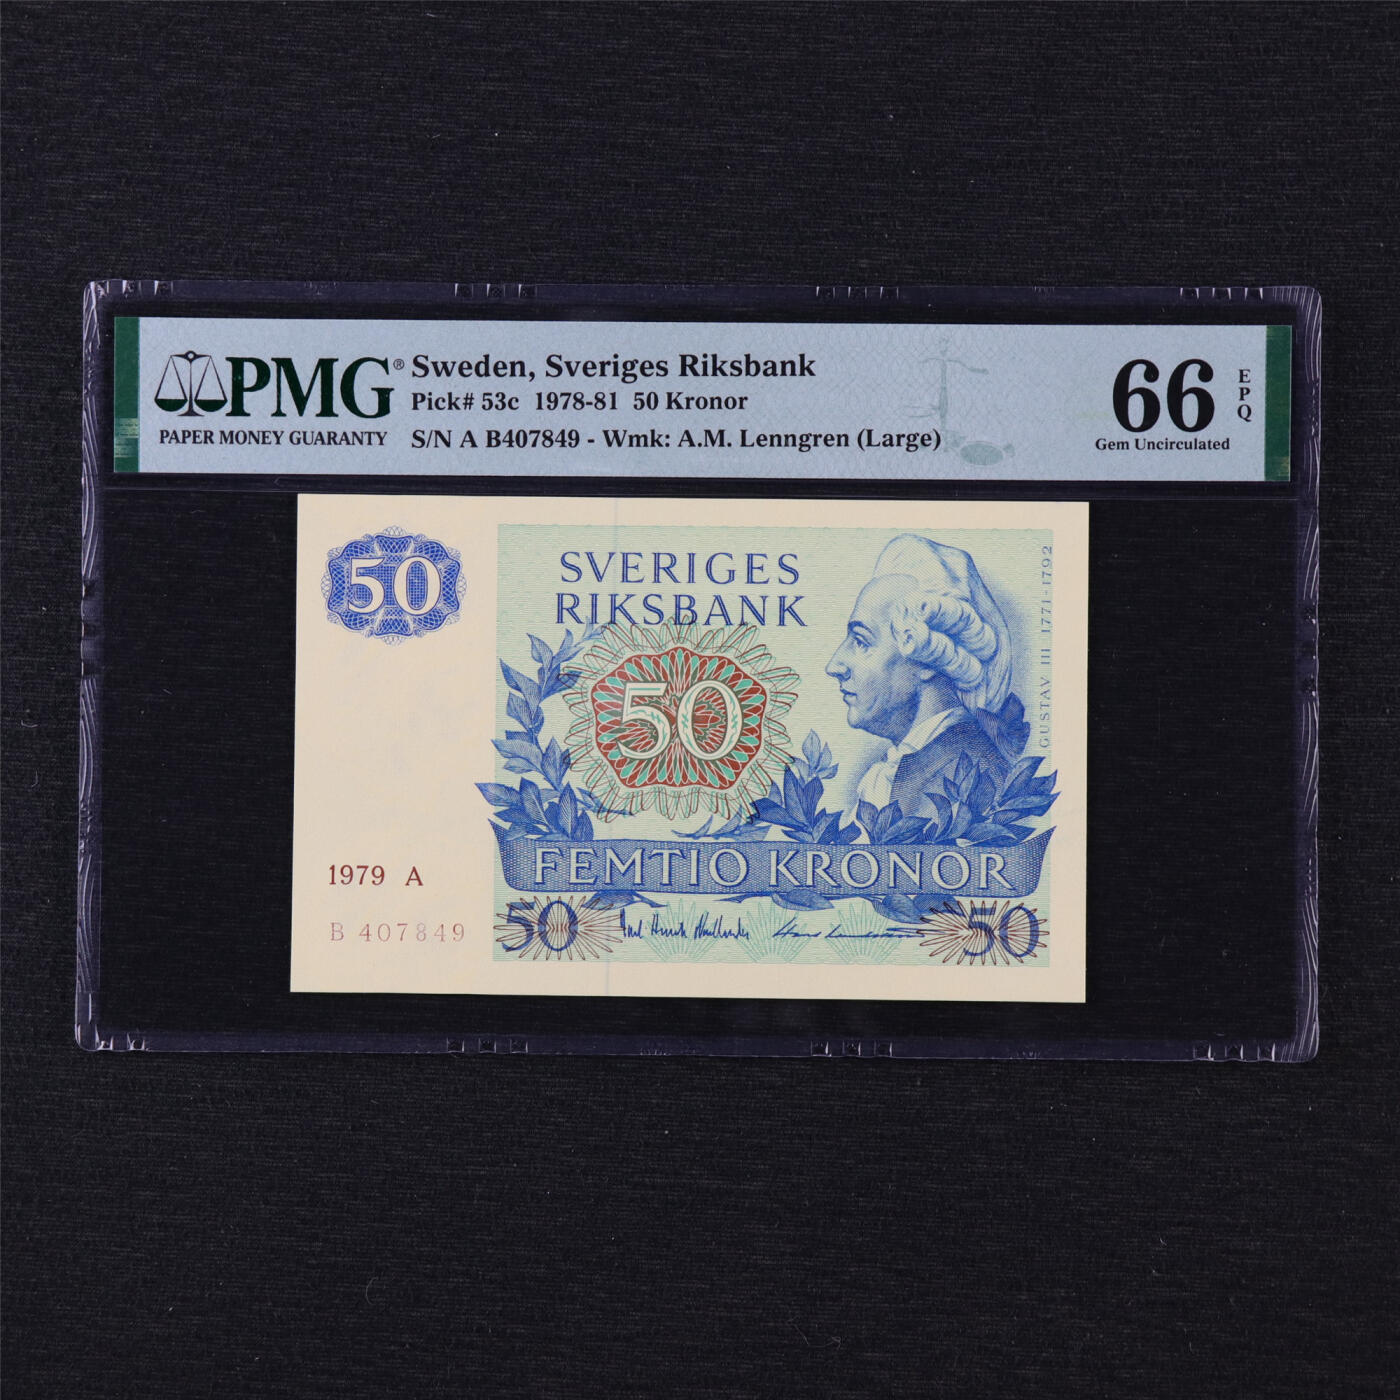 PMG®
PAPER MONEY GUARANTY
Sweden, Sveriges Riksbank
Pick# 53c 1978-81 50 Kronor
S/N A B407849 - Wmk: A.M. Lenngren (Large)
66
EPQ
Gem Uncirculated
50
SVERIGES
RIKSBANK
50
GUSTAV III 1771-1792
FEMTIO KRONOR
1979 A
B 407849
50
50